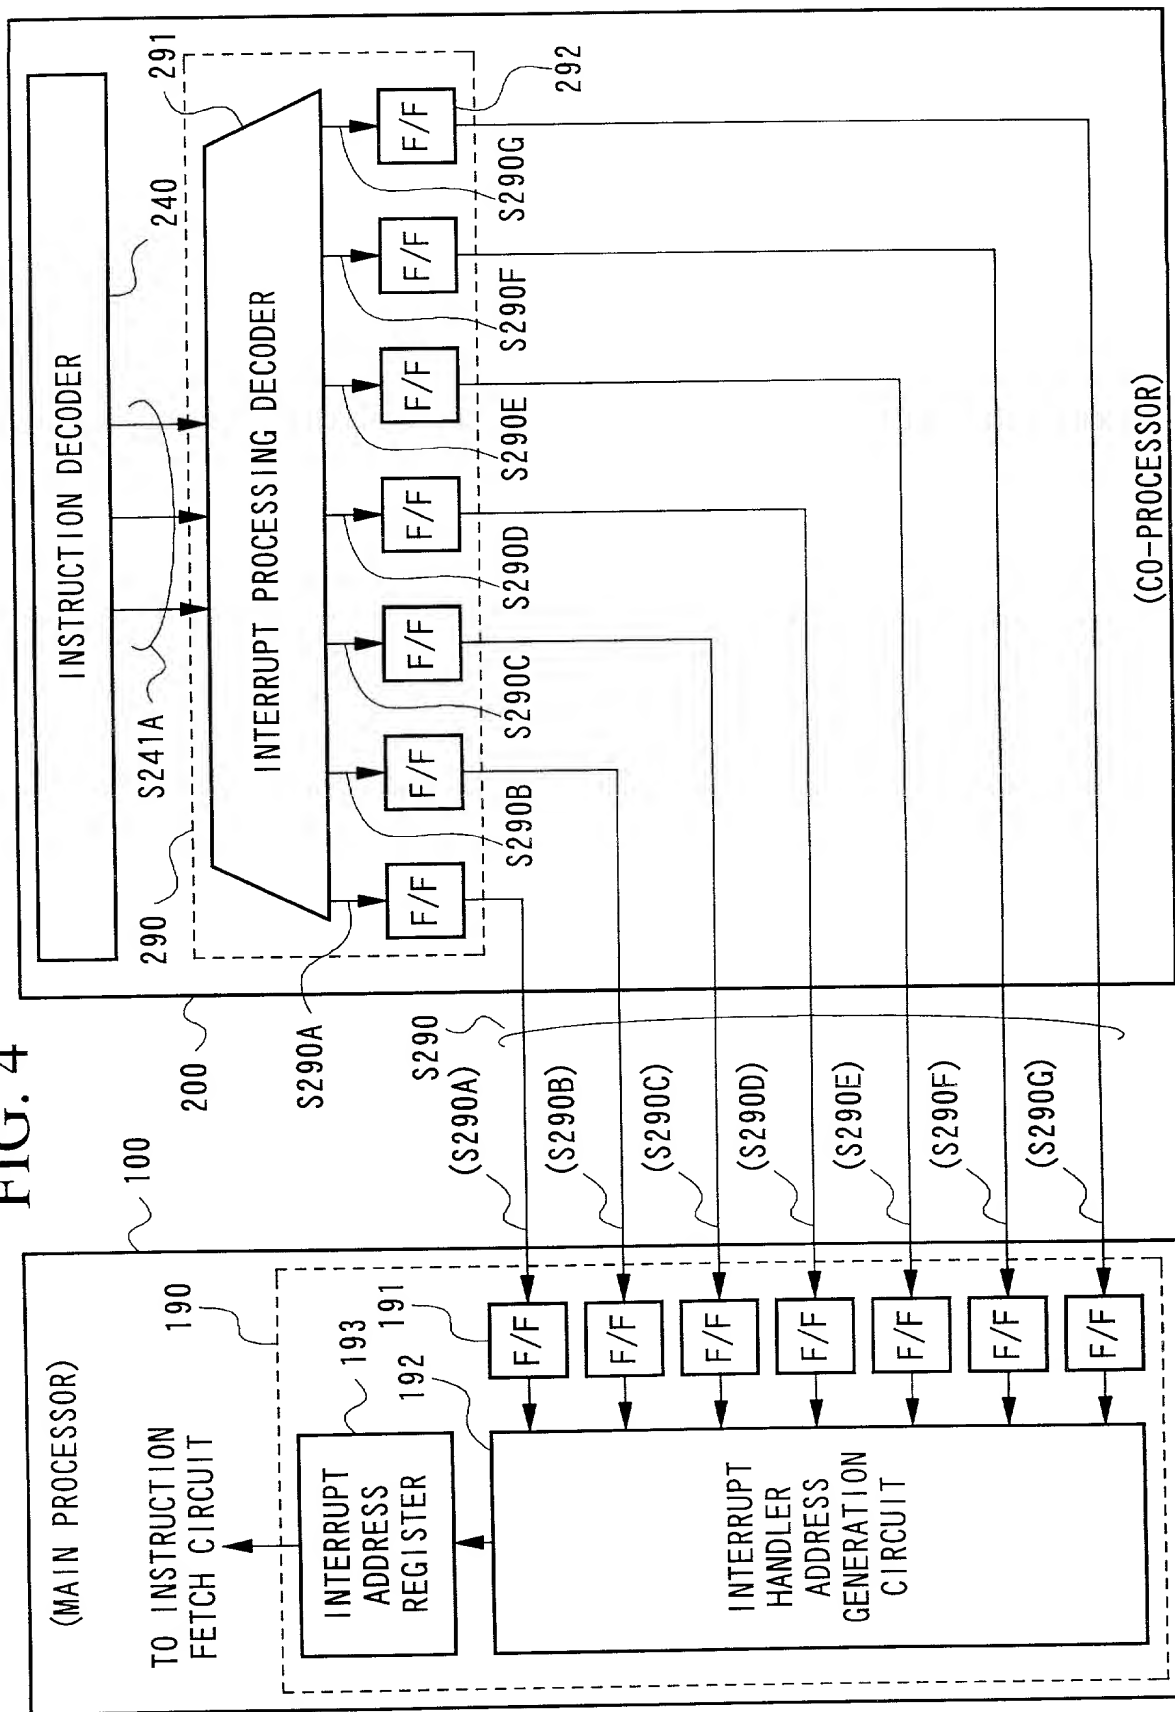 FIG. 4
(MAIN PROCESSOR)
100
TO INSTRUCTION
FETCH CIRCUIT
190
INTERRUPT
ADDRESS
REGISTER
193
192
191
INTERRUPT
HANDLER
ADDRESS
GENERATION
CIRCUIT
F/F
F/F
F/F
F/F
F/F
F/F
F/F
(S290A)
(S290B)
(S290C)
(S290D)
(S290E)
(S290F)
(S290G)
S290
200
INSTRUCTION DECODER
240
S241A
290
291
INTERRUPT PROCESSING DECODER
S290A
F/F
F/F
F/F
F/F
F/F
F/F
F/F
292
S290B
S290C
S290D
S290E
S290F
S290G
(CO-PROCESSOR)